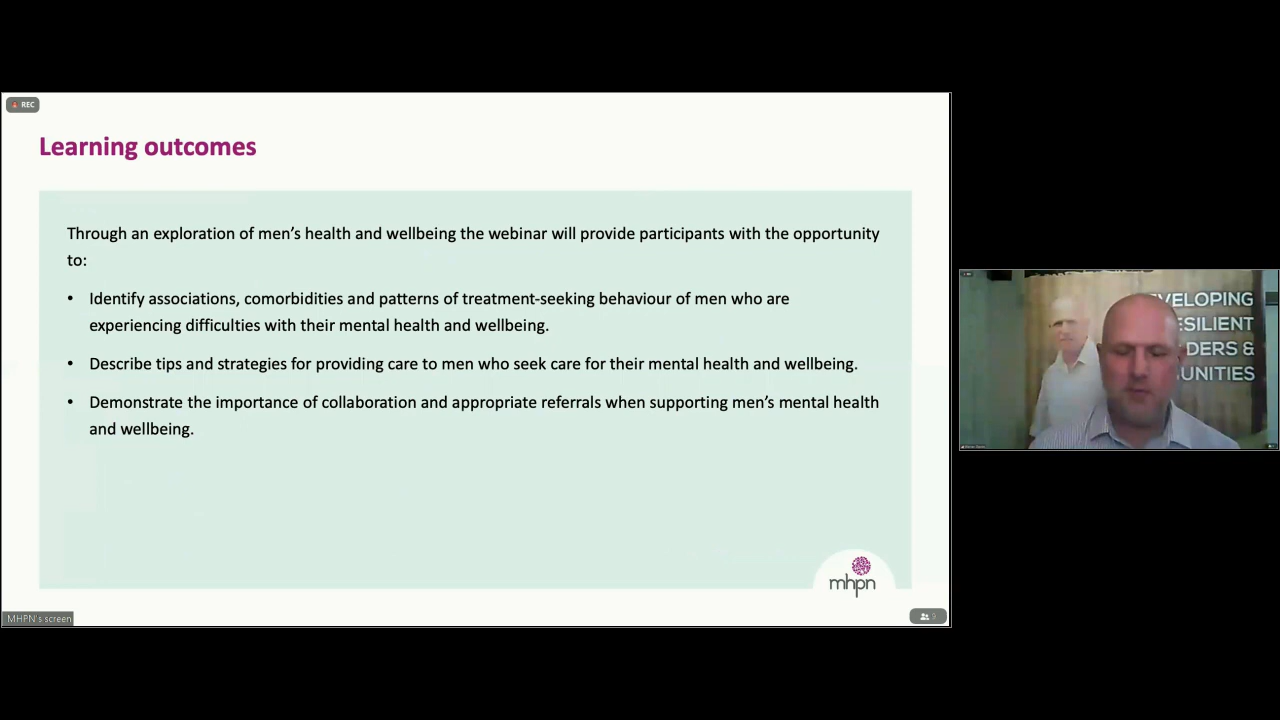 REC
Learning outcomes
Through an exploration of men's health and wellbeing the webinar will provide participants with the opportunity
to:
• Identify associations, comorbidities and patterns of treatment-seeking behaviour of men who are
experiencing difficulties with their mental health and wellbeing.
• Describe tips and strategies for providing care to men who seek care for their mental health and wellbeing.
• Demonstrate the importance of collaboration and appropriate referrals when supporting men's mental health
and wellbeing.
mhpn
MHPN's screen
9
VELOPING
ESILIENT
DERS &
UNITIES